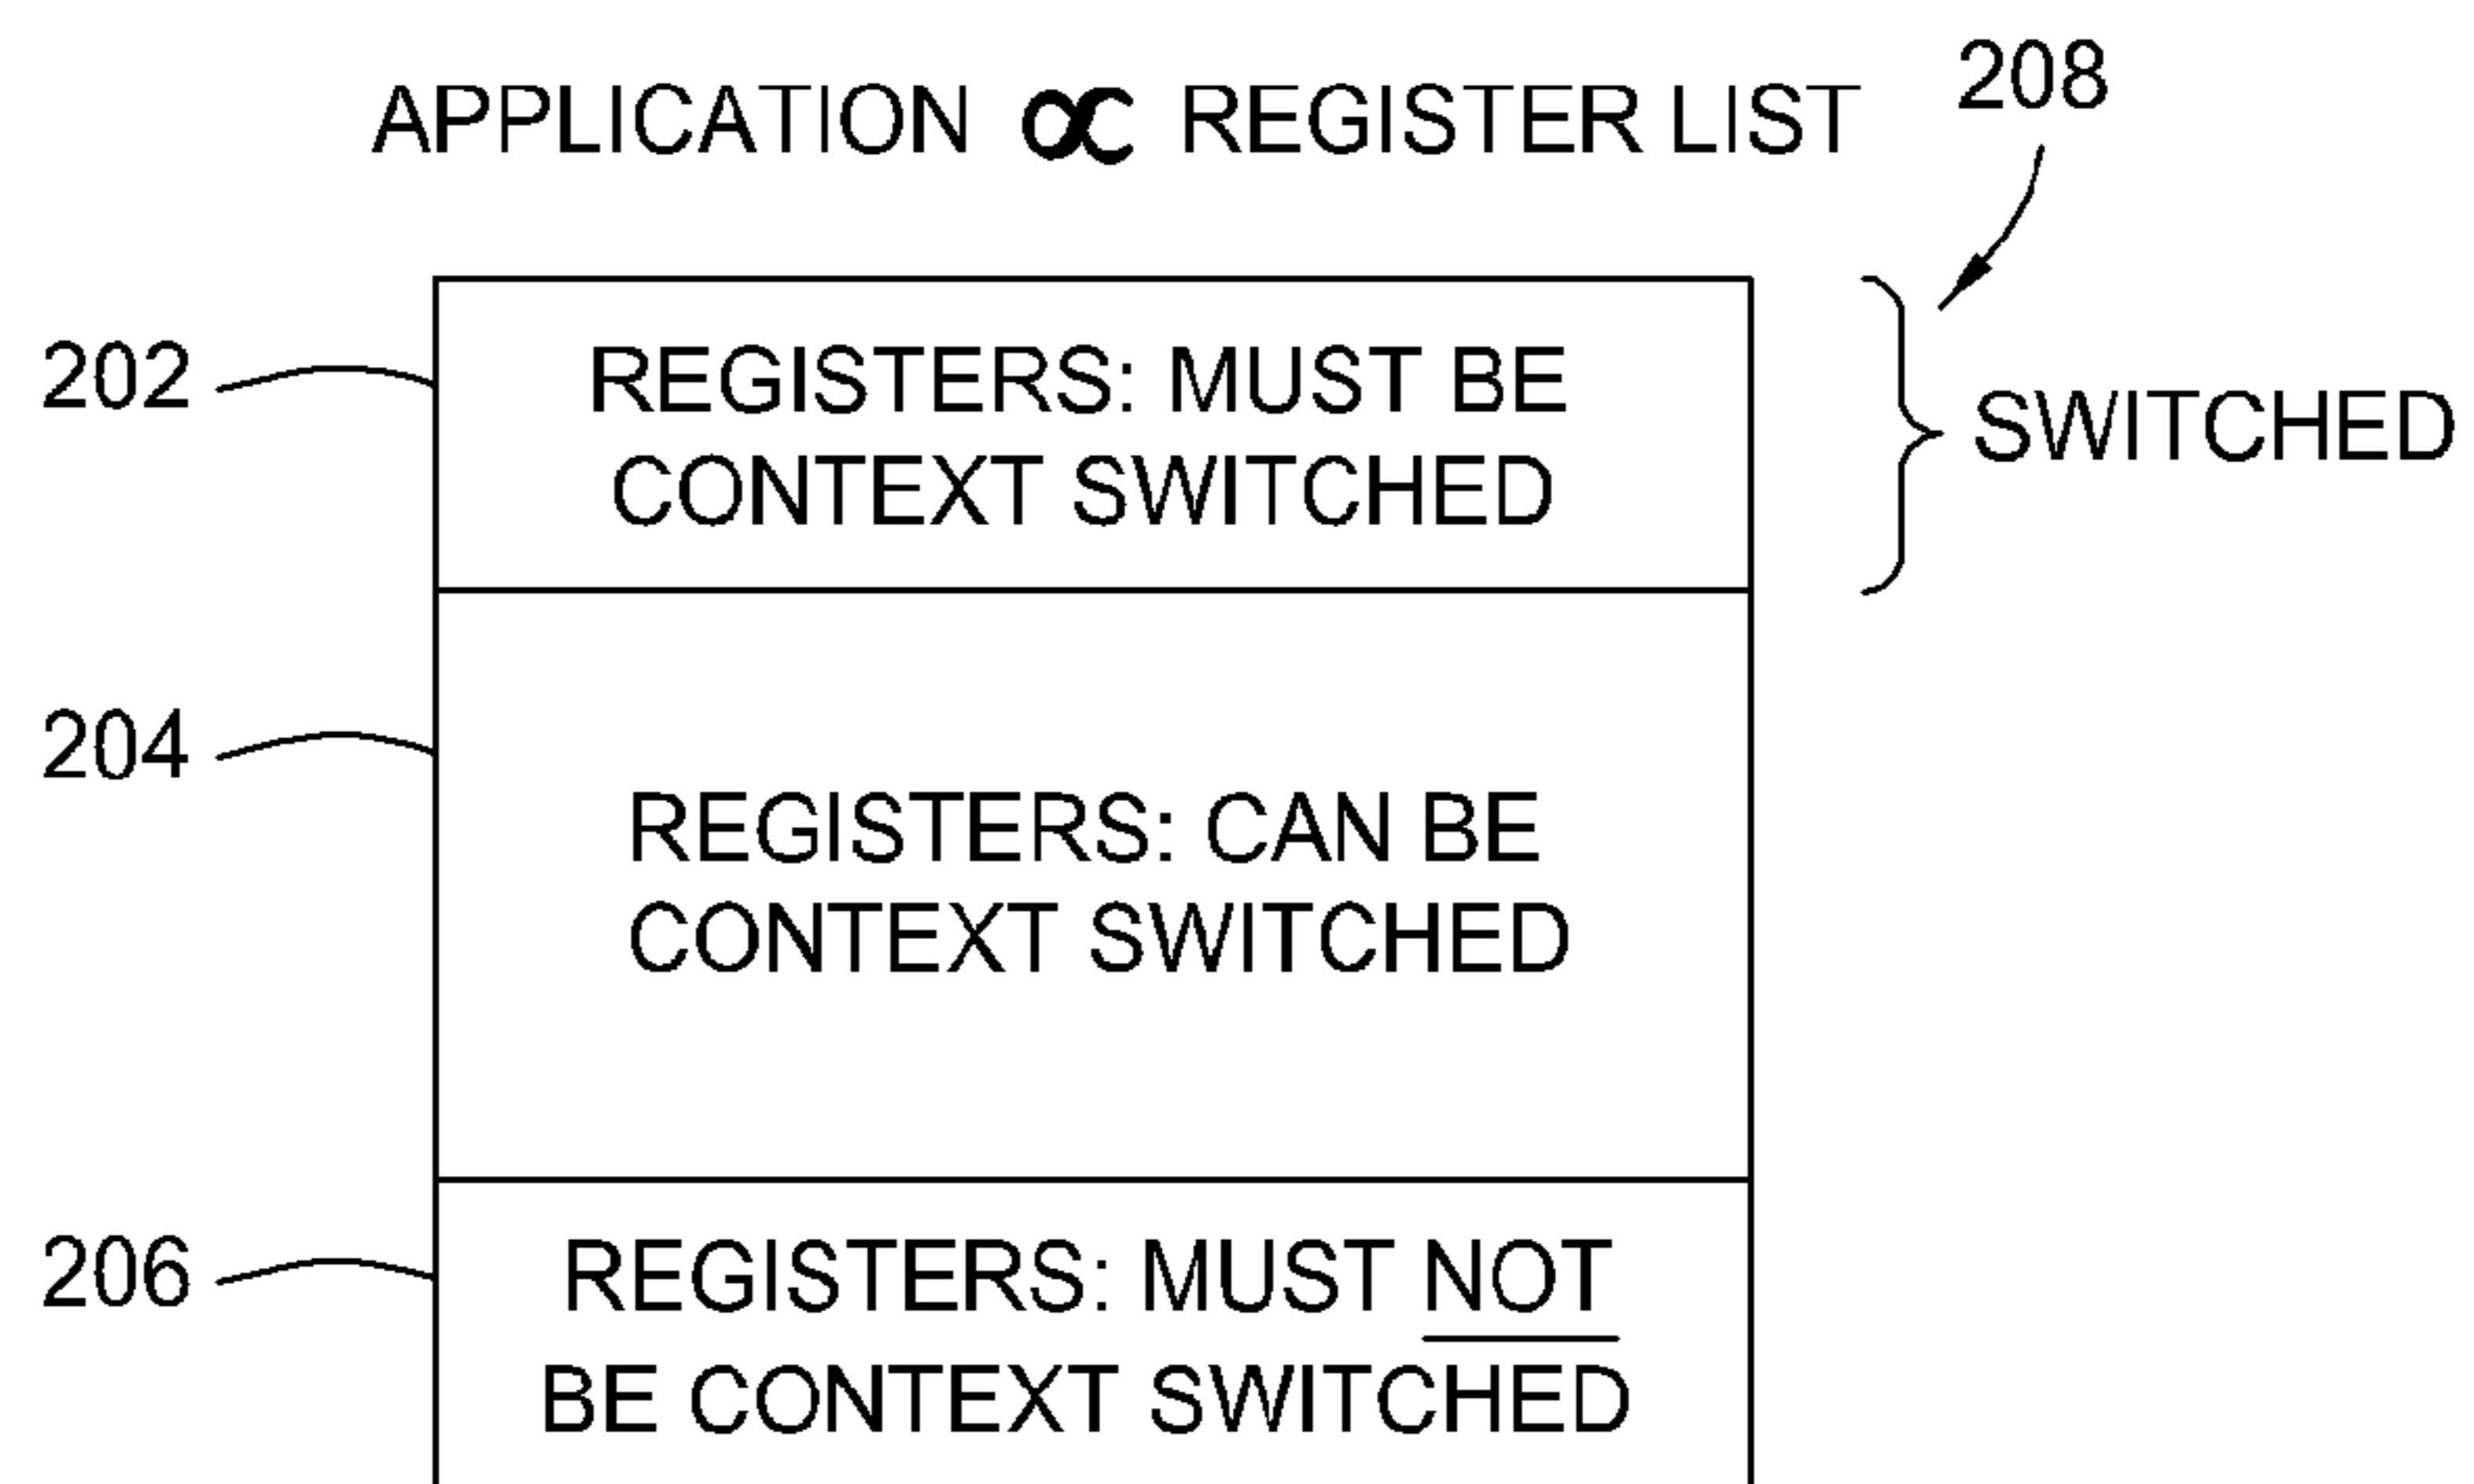 APPLICATION ∝ REGISTER LIST
208
202
REGISTERS: MUST BE
CONTEXT SWITCHED
SWITCHED
204
REGISTERS: CAN BE
CONTEXT SWITCHED
206
REGISTERS: MUST NOT
BE CONTEXT SWITCHED